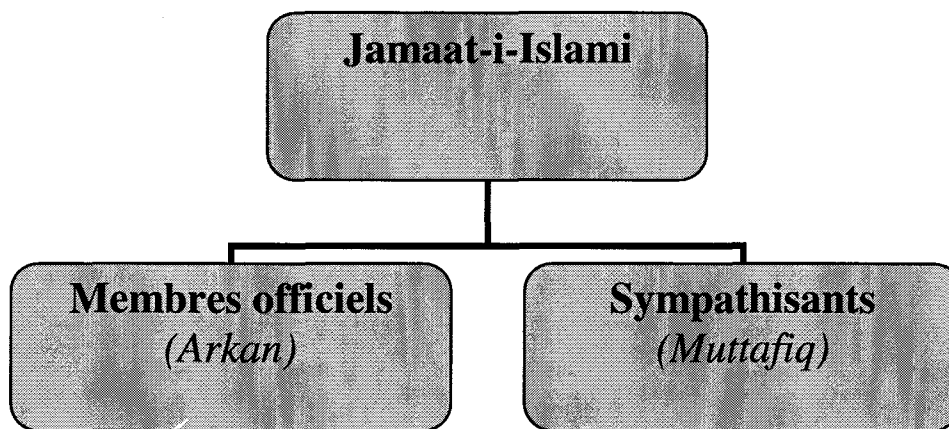 Jamaat-i-Islami
Membres officiels
(Arkan)
Sympathisants
(Muttafiq)